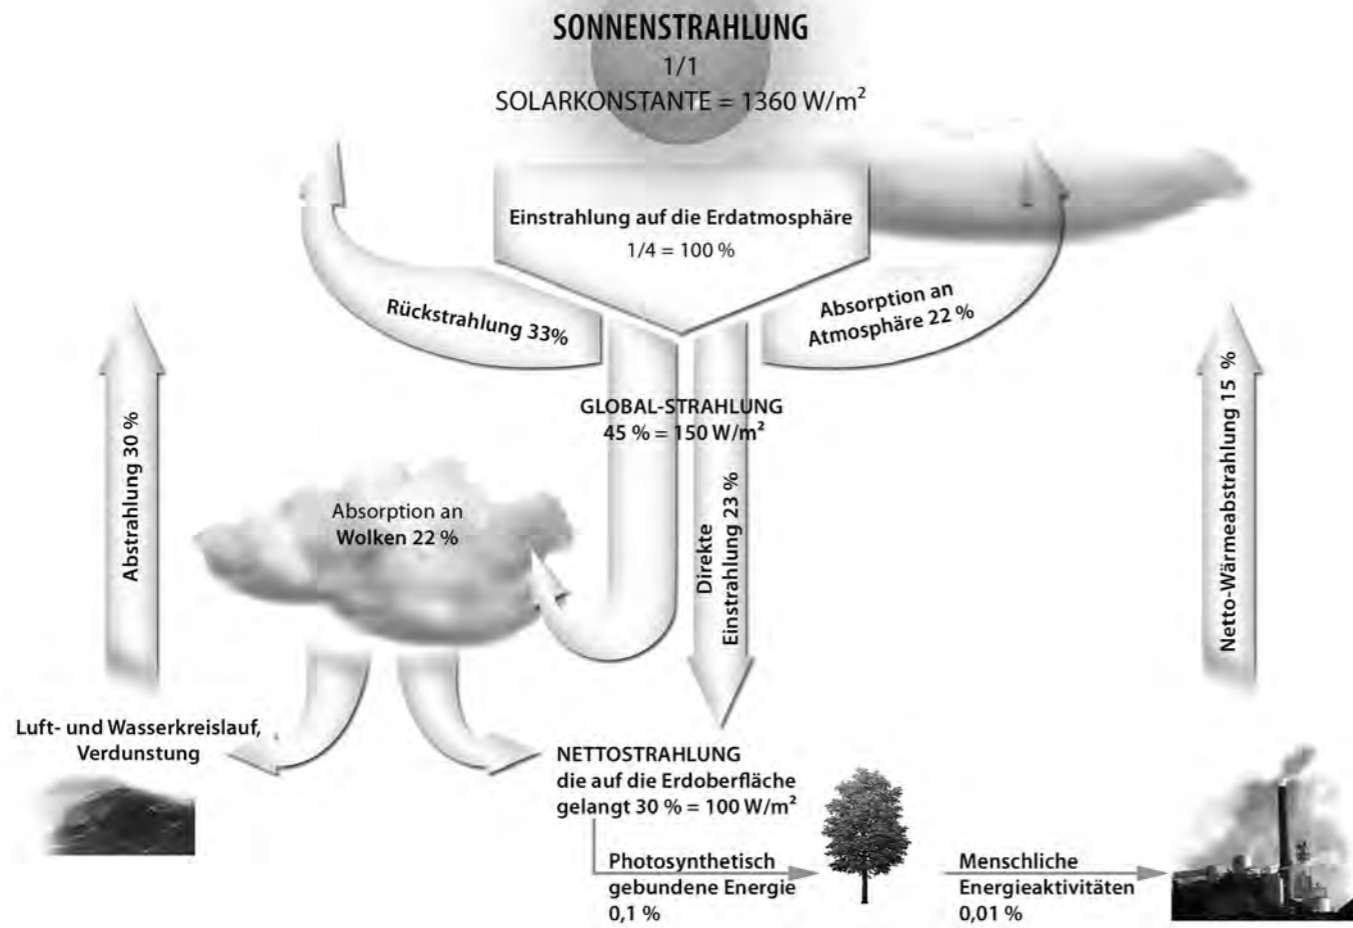 SONNENSTRAHLUNG
1/1
SOLARKONSTANTE = 1360 W/m²
Einstrahlung auf die Erdatmosphäre
1/4 = 100 %
Rückstrahlung 33%
Absorption an
Atmosphäre 22 %
GLOBAL-STRAHLUNG
45 % = 150 W/m²
Abstrahlung 30 %
Absorption an
Wolken 22 %
Direkte
Einstrahlung 23 %
Netto-Wärmeabstrahlung 15 %
Luft- und Wasserkreislauf,
Verdunstung
NETTOSTRAHLUNG
die auf die Erdoberfläche
gelangt 30 % = 100 W/m²
Photosynthetisch
gebundene Energie
0,1 %
Menschliche
Energieaktivitäten
0,01 %